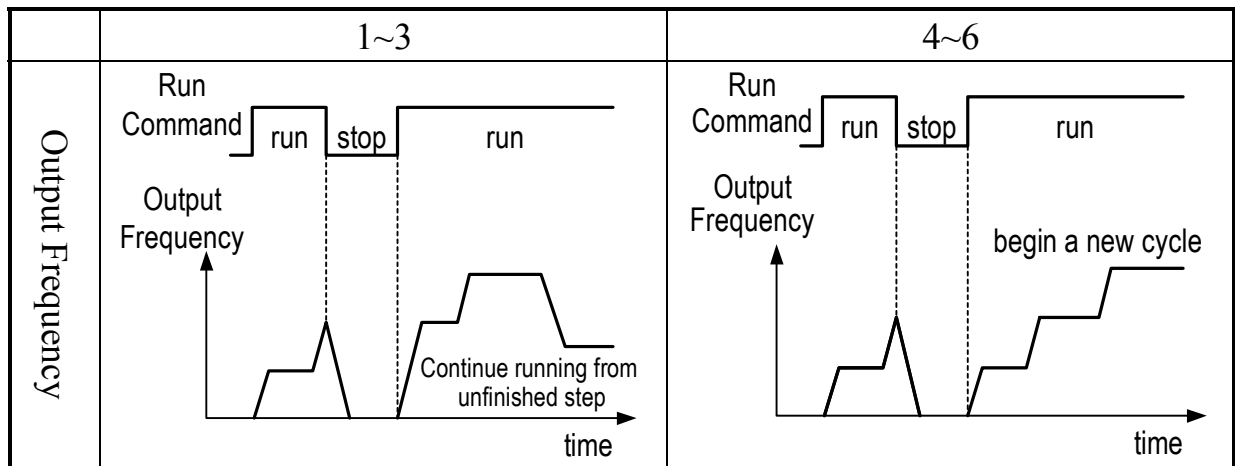 1~3
4~6
Output Frequency
Run
Command
run
stop
run
Output
Frequency
Continue running from
unfinished step
time
Run
Command
run
stop
run
Output
Frequency
begin a new cycle
time